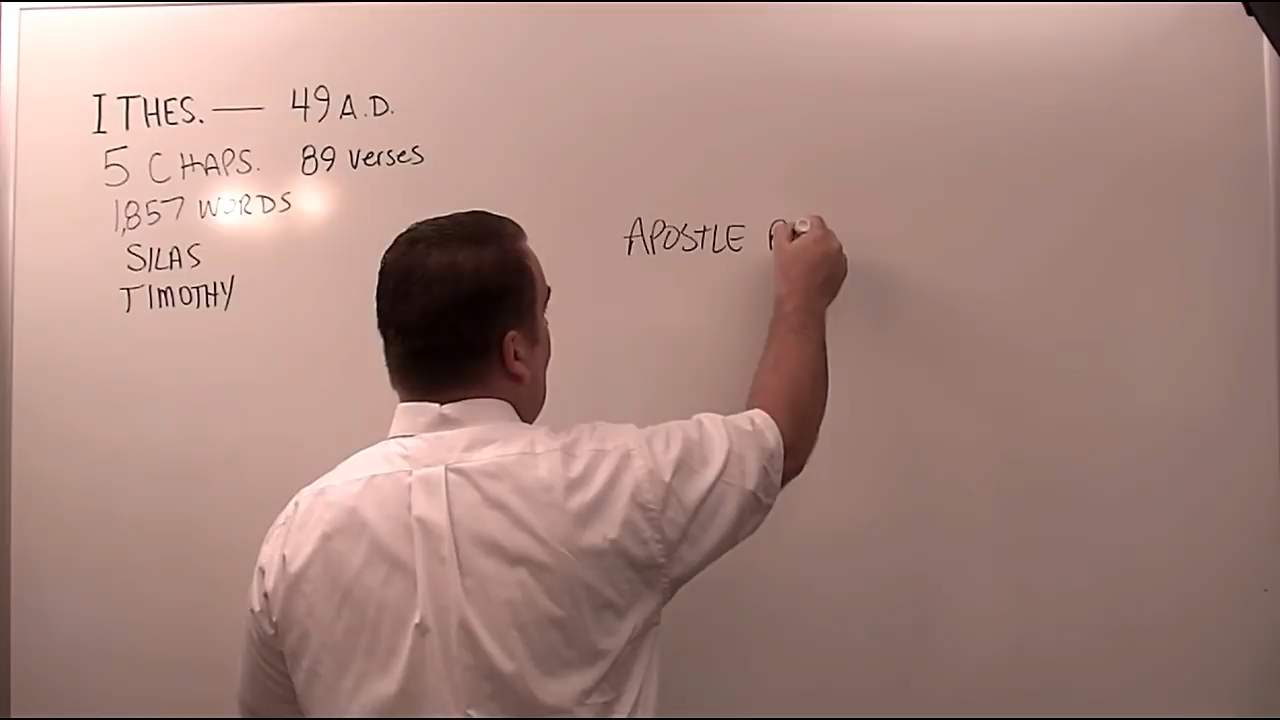 I THES. — 49 A.D.
5 CHAPS. 89 verses
1,857 WORDS
SILAS
TIMOTHY
APOSTLE